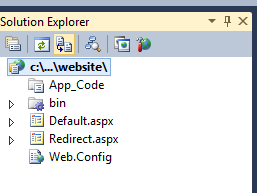 Solution Explorer
c:\...\website\
App_Code
bin
Default.aspx
Redirect.aspx
Web.Config